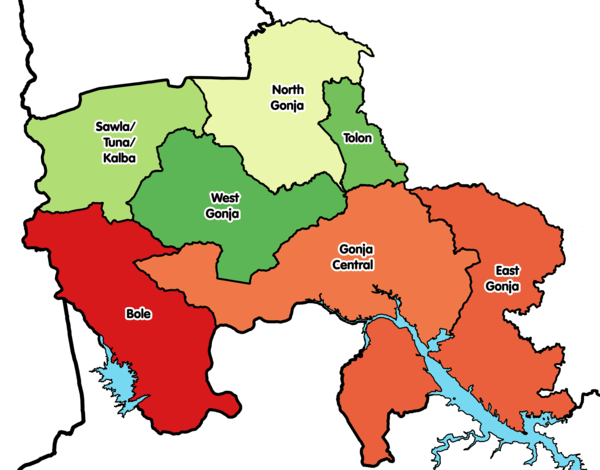 North
Gonja
Sawla/
Tuna/
Kalba
Tolon
West
Gonja
Gonja
Central
East
Gonja
Bole